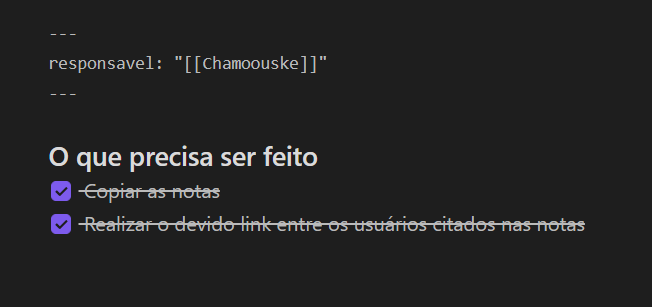 ---
responsavel: "[[Chamoouske]]"
---
O que precisa ser feito
Copiar as notas
Realizar o devido link entre os usuários citados nas notas